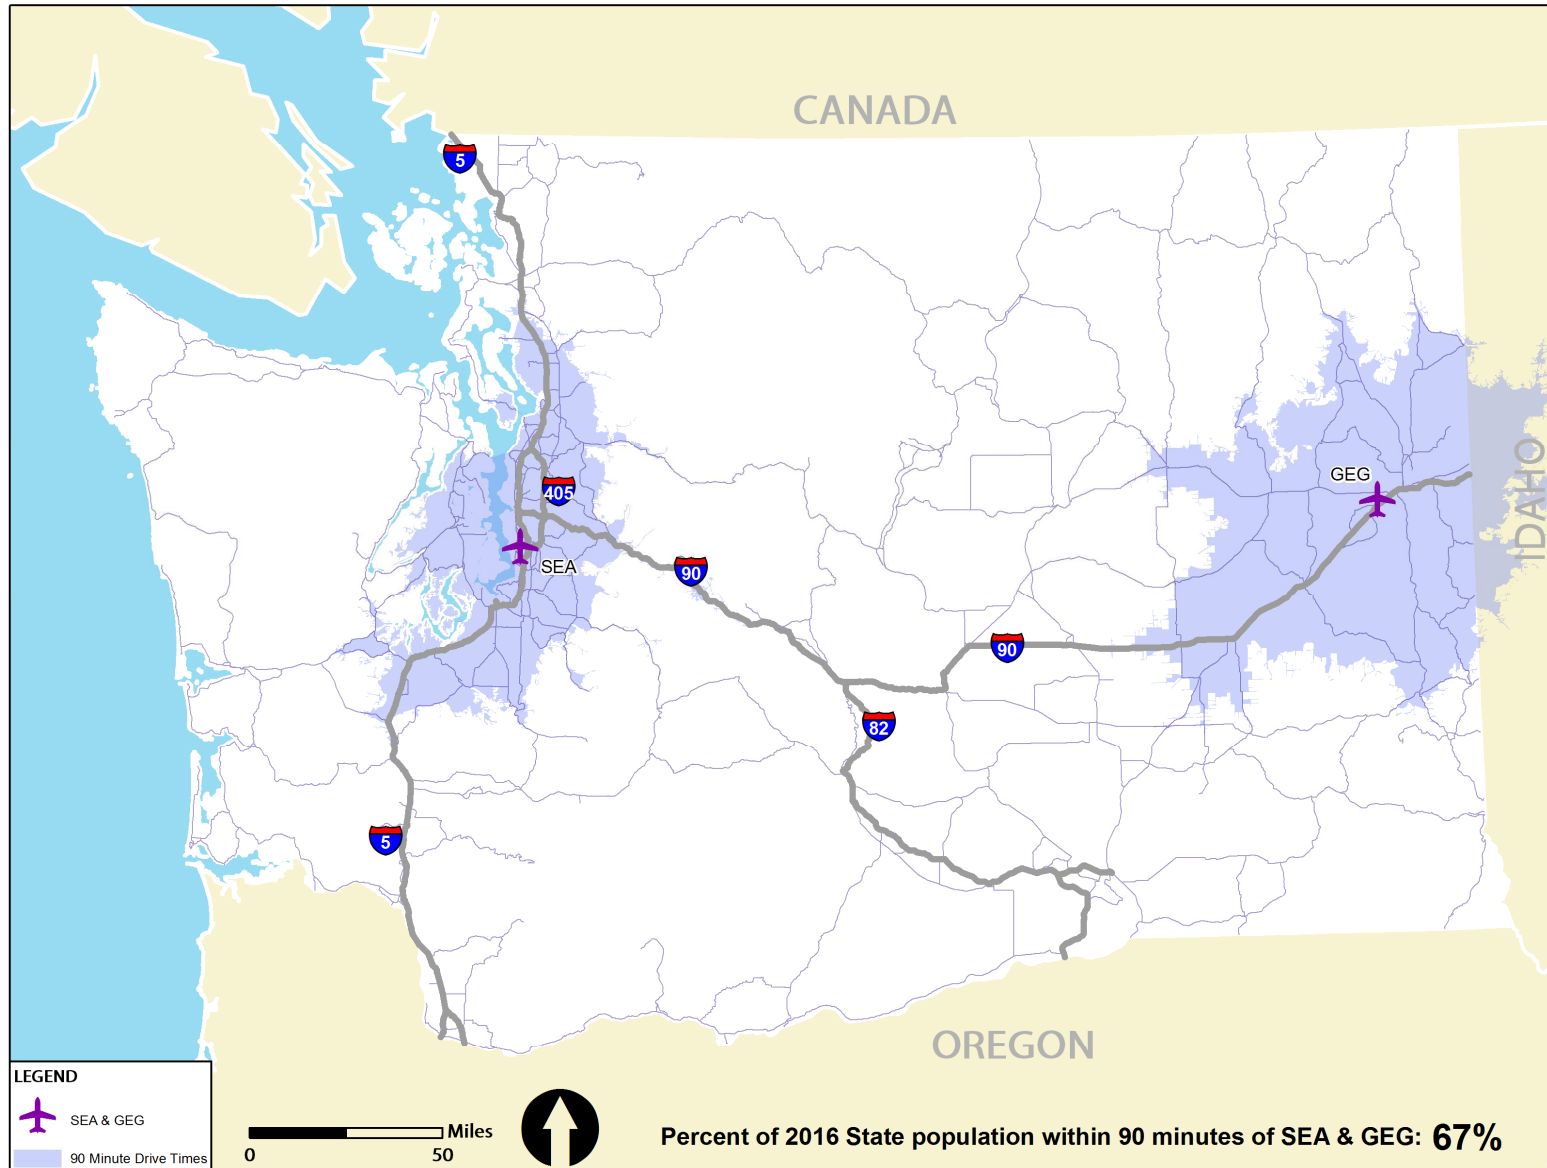 CANADA
5
GEG
IDAHO
405
SEA
90
90
82
5
OREGON
LEGEND
SEA & GEG
90 Minute Drive Times
Miles
0 50
Percent of 2016 State population within 90 minutes of SEA & GEG: 67%